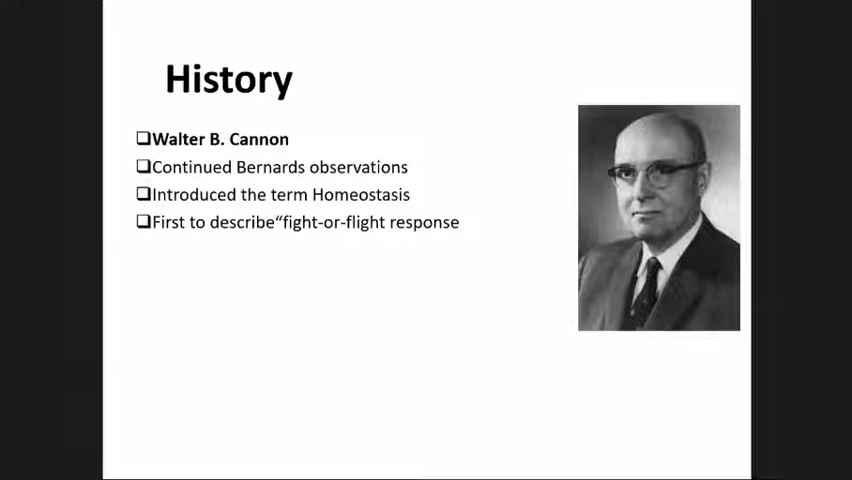 History
❑Walter B. Cannon
❑Continued Bernards observations
❑Introduced the term Homeostasis
❑First to describe“fight-or-flight response